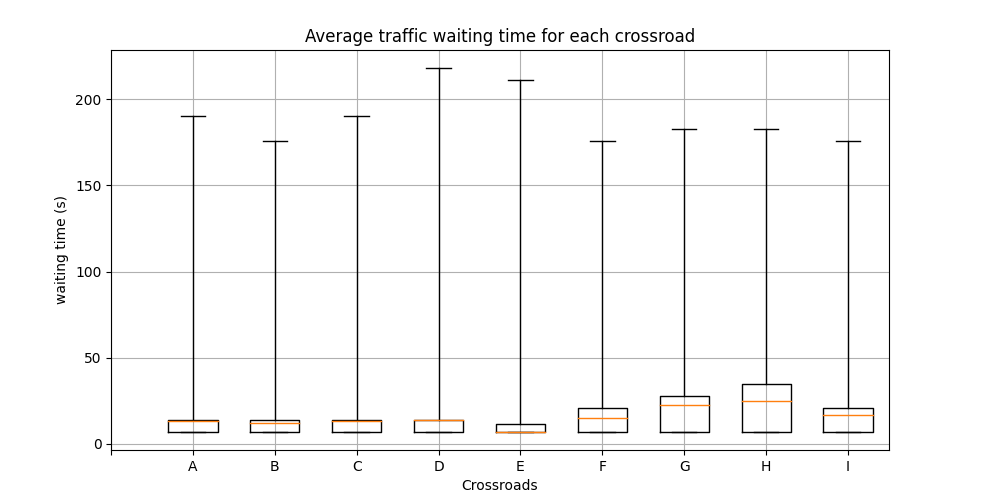 Average traffic waiting time for each crossroad
waiting time (s)
200
150
100
50
0
A B C D E F G H I
Crossroads